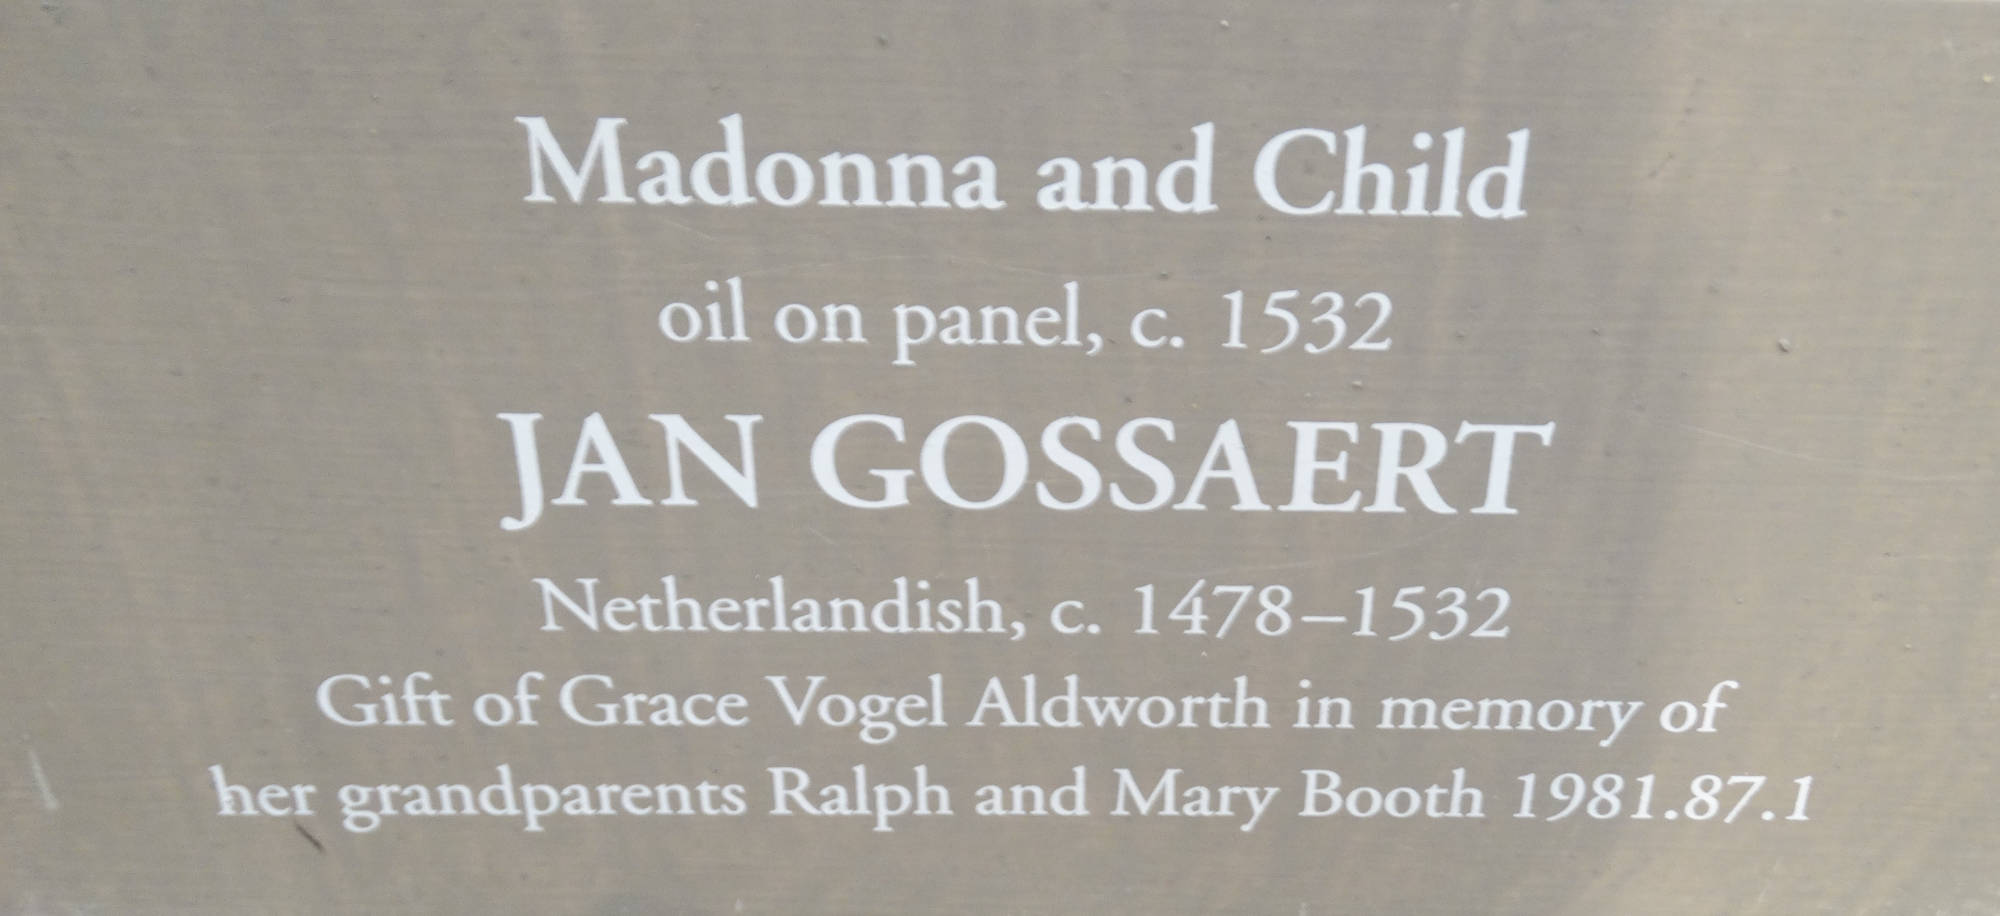 Madonna and Child
oil on panel, c. 1532
JAN GOSSAERT
Netherlandish, c. 1478–1532
Gift of Grace Vogel Aldworth in memory of
her grandparents Ralph and Mary Booth 1981.87.1